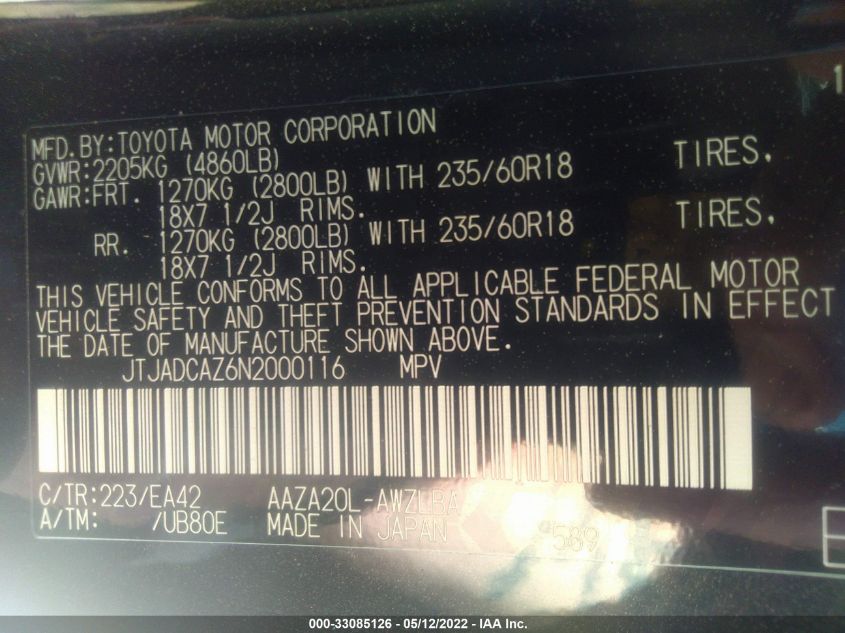 1
MFD.BY:TOYOTA MOTOR CORPORATION
GVWR:2205KG (4860LB)
GAWR:FRT. 1270KG (2800LB) WITH 235/60R18 TIRES,
18X7 1/2J RIMS.
RR. 1270KG (2800LB) WITH 235/60R18 TIRES,
18X7 1/2J RIMS.
THIS VEHICLE CONFORMS TO ALL APPLICABLE FEDERAL MOTOR
VEHICLE SAFETY AND THEFT PREVENTION STANDARDS IN EFFECT
THE DATE OF MANUFACTURE SHOWN ABOVE.
JTJADCAZ6N2000116 MPV
C/TR:223/EA42 AAZA20L-AWZLBA
A/TM: /UB80E MADE IN JAPAN 589
000-33085126 - 05/12/2022 - IAA Inc.